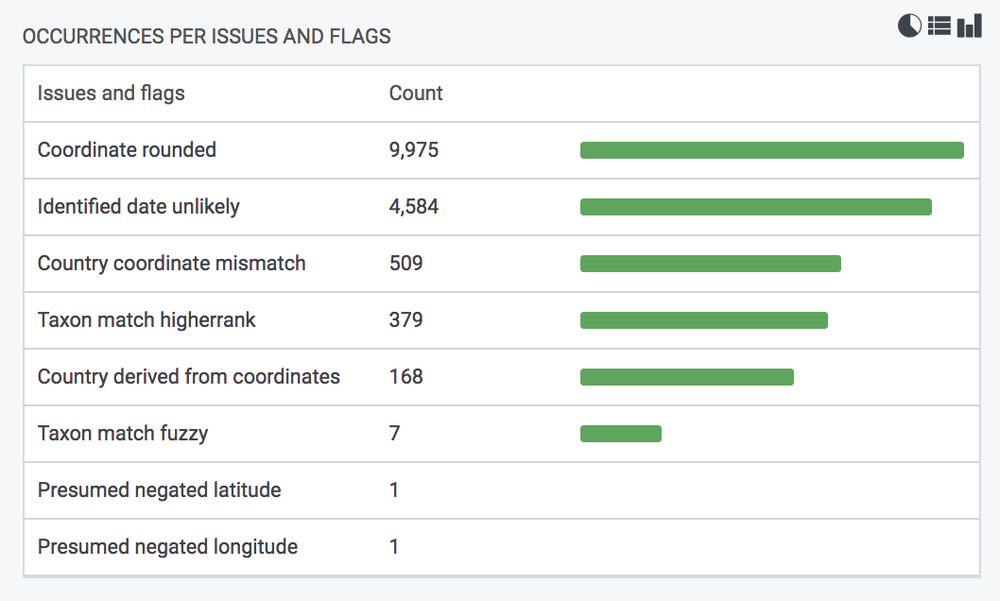 OCCURRENCES PER ISSUES AND FLAGS
Issues and flags Count
Coordinate rounded 9,975
Identified date unlikely 4,584
Country coordinate mismatch 509
Taxon match higherrank 379
Country derived from coordinates 168
Taxon match fuzzy 7
Presumed negated latitude 1
Presumed negated longitude 1